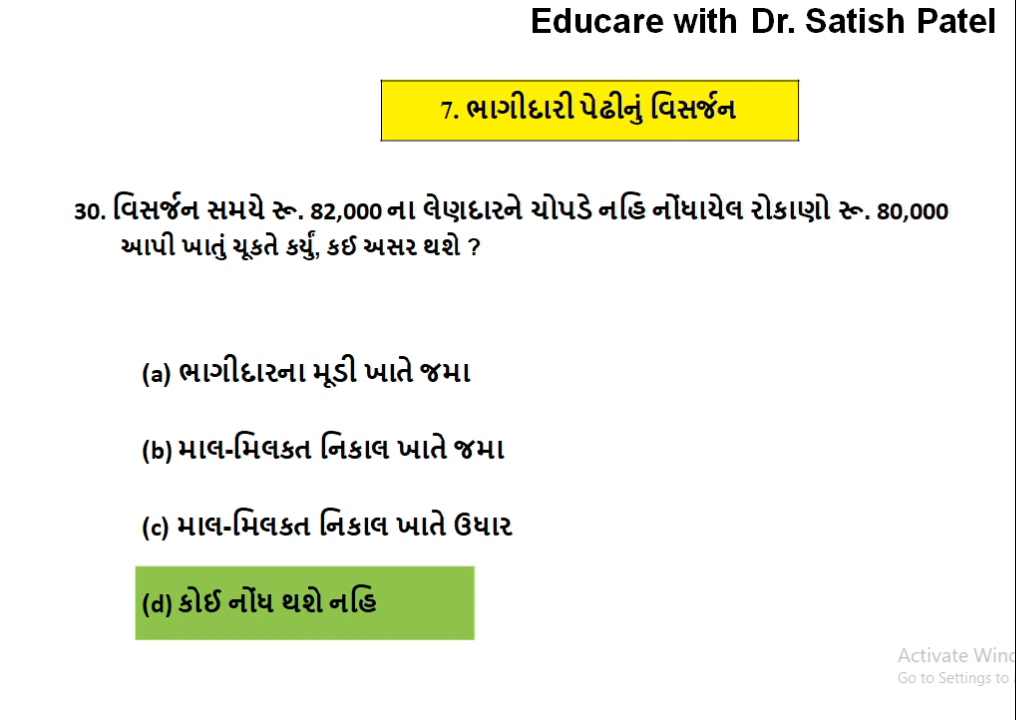 Educare with Dr. Satish Patel
7. ભાગીદારી પેઢીનું વિસર્જન
30. વિસર્જન સમયે રૂ. 82,000 ના લેણદારને ચોપડે નહિ નોંધાયેલ રોકાણો રૂ. 80,000
આપી ખાતું ચૂકતે કર્યું, કઈ અસર થશે ?
(a) ભાગીદારના મૂડી ખાતે જમા
(b) માલ-મિલકત નિકાલ ખાતે જમા
(c) માલ-મિલકત નિકાલ ખાતે ઉધાર
(d) કોઈ નોંધ થશે નહિ
Activate Wind
Go to Settings to